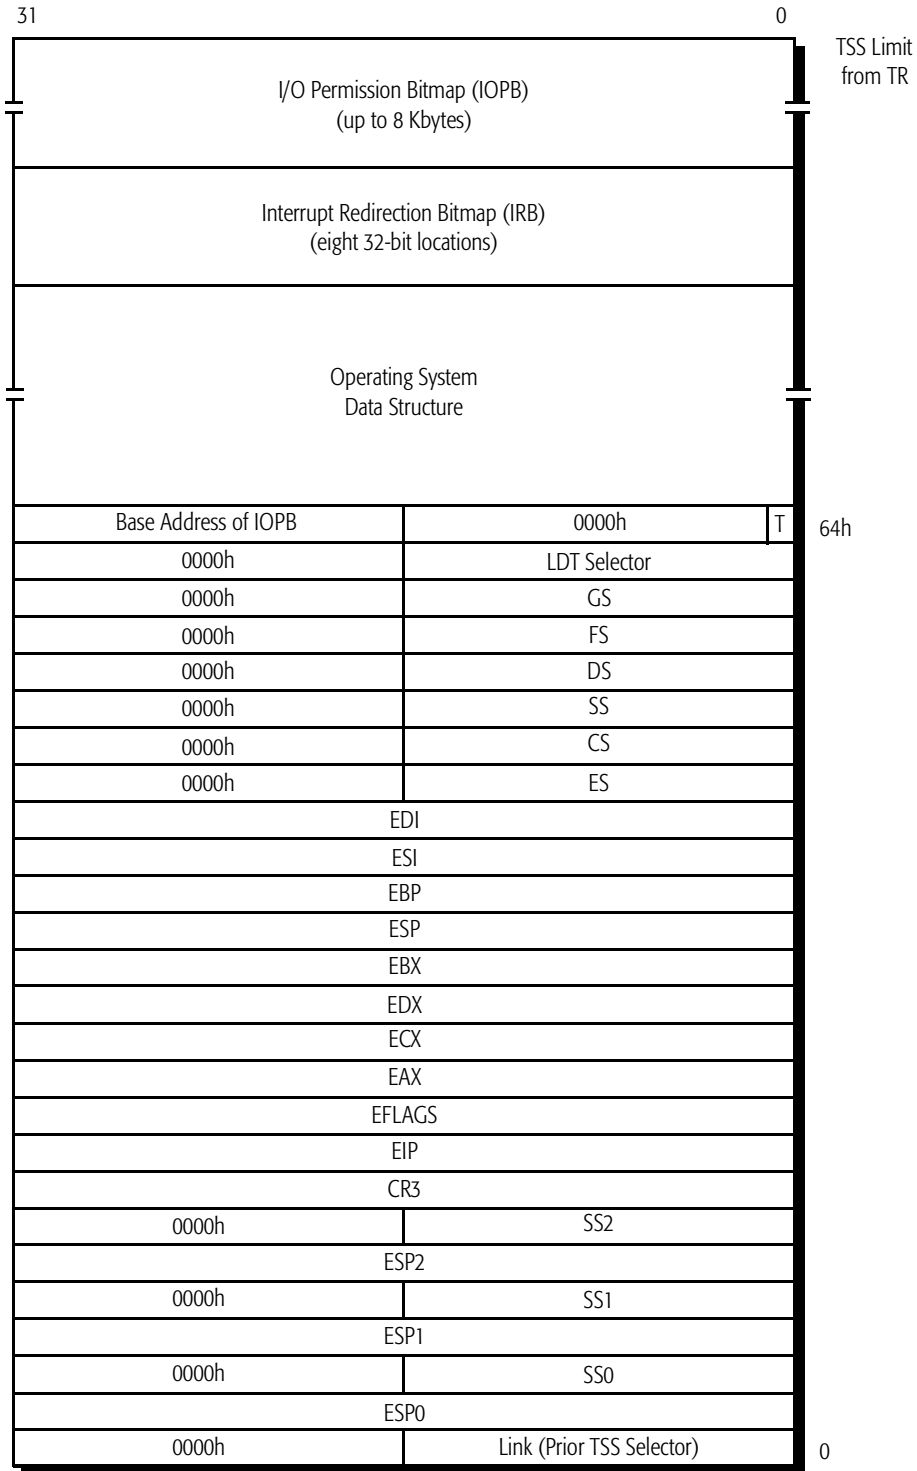 31 0
TSS Limit
from TR
I/O Permission Bitmap (IOPB)
(up to 8 Kbytes)
Interrupt Redirection Bitmap (IRB)
(eight 32-bit locations)
Operating System
Data Structure
Base Address of IOPB 0000h T 64h
0000h LDT Selector
0000h GS
0000h FS
0000h DS
0000h SS
0000h CS
0000h ES
EDI
ESI
EBP
ESP
EBX
EDX
ECX
EAX
EFLAGS
EIP
CR3
0000h SS2
ESP2
0000h SS1
ESP1
0000h SS0
ESP0
0000h Link (Prior TSS Selector) 0